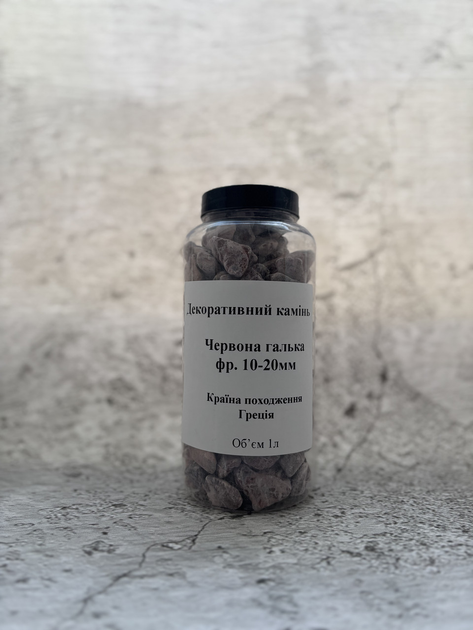 Декоративний камінь
Червона галька
фр. 10-20мм
Країна походження
Греція
Об'єм 1л